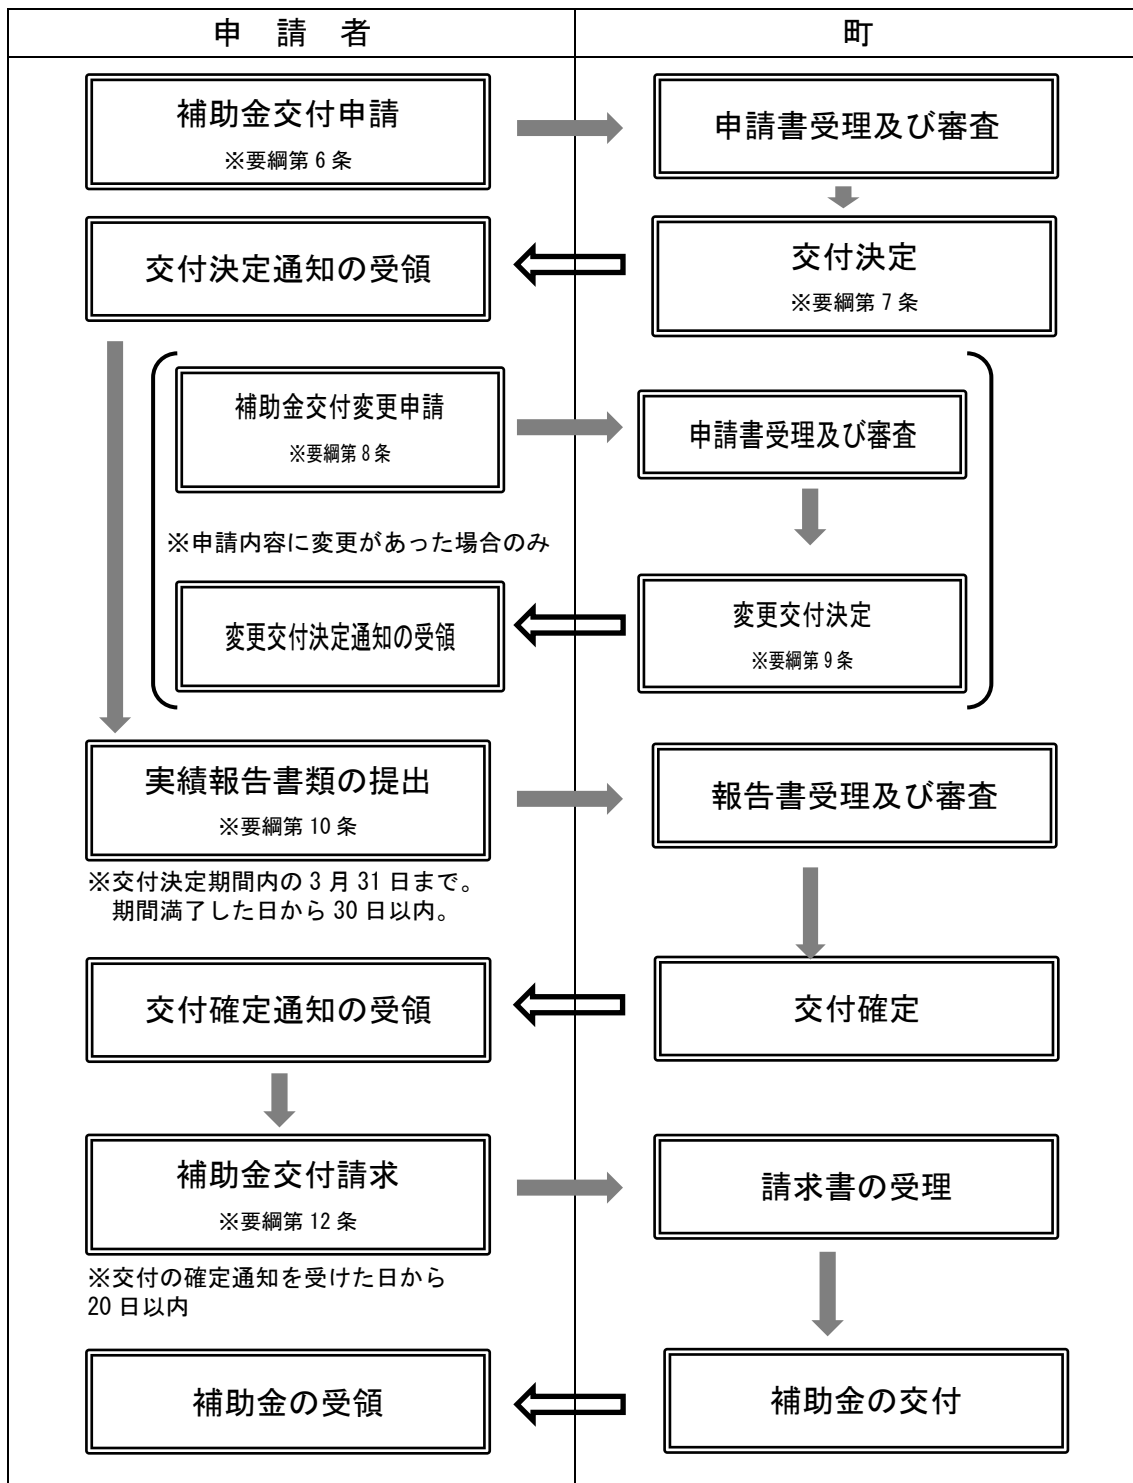 申　請　者
町
補助金交付申請
※要綱第６条
申請書受理及び審査
交付決定通知の受領
交付決定
※要綱第７条
補助金交付変更申請
※要綱第８条
申請書受理及び審査
※申請内容に変更があった場合のみ
変更交付決定通知の受領
変更交付決定
※要綱第９条
実績報告書類の提出
※要綱第 10 条
報告書受理及び審査
※交付決定期間内の３月 31 日まで。
期間満了した日から 30 日以内。
交付確定通知の受領
交付確定
補助金交付請求
※要綱第 12 条
請求書の受理
※交付の確定通知を受けた日から
20 日以内
補助金の受領
補助金の交付